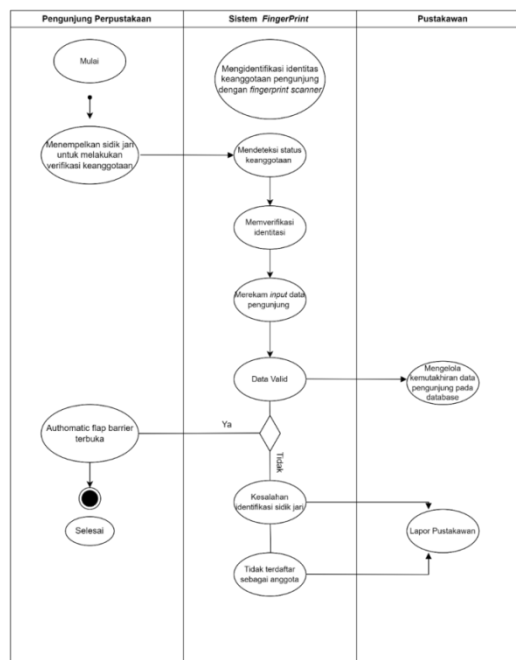 Pengunjung Perpustakaan
Sistem FingerPrint
Pustakawan
Mulai
Mengidentifikasi identitas
keanggotaan pengunjung
dengan fingerprint scanner
Menempelkan sidik jari
untuk melakukan
verifikasi keanggotaan
Mendeteksi status
keanggotaan
Memverifikasi
identitasi
Merekam input data
pengunjung
Data Valid
Mengelola
kemutakhiran data
pengunjung pada
database
Authomatic flap barrier
terbuka
Ya
Tidak
Selesai
Kesalahan
identifikasi sidik jari
Lapor Pustakawan
Tidak terdaftar
sebagai anggota